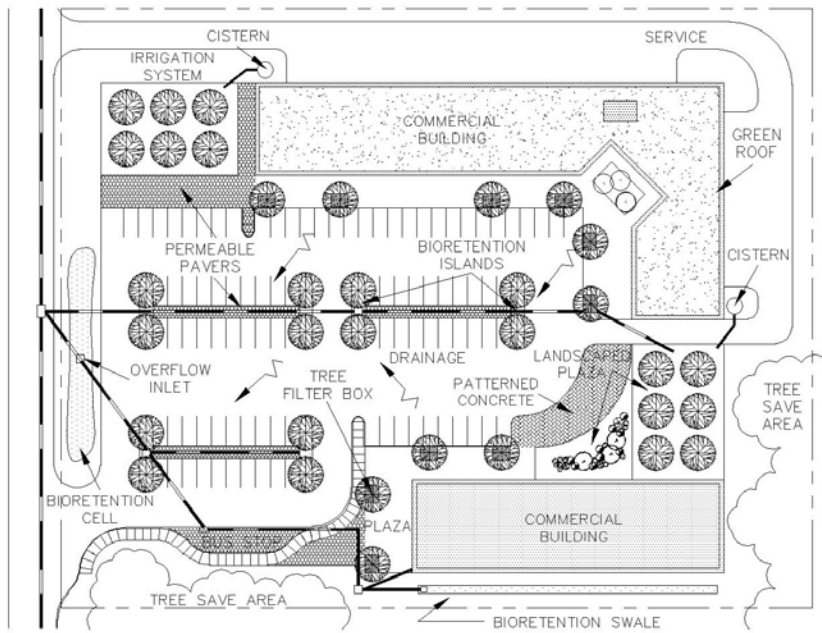 CISTERN
SERVICE
IRRIGATION
SYSTEM
COMMERCIAL
BUILDING
GREEN
ROOF
PERMEABLE
PAVERS
BIORETENTION
ISLANDS
CISTERN
OVERFLOW
INLET
DRAINAGE
TREE
FILTER BOX
LANDSCAPED
PLAZA
PATTERNED
CONCRETE
TREE
SAVE
AREA
BIORETENTION
CELL
BUS STOP
PLAZA
COMMERCIAL
BUILDING
TREE SAVE AREA
BIORETENTION SWALE